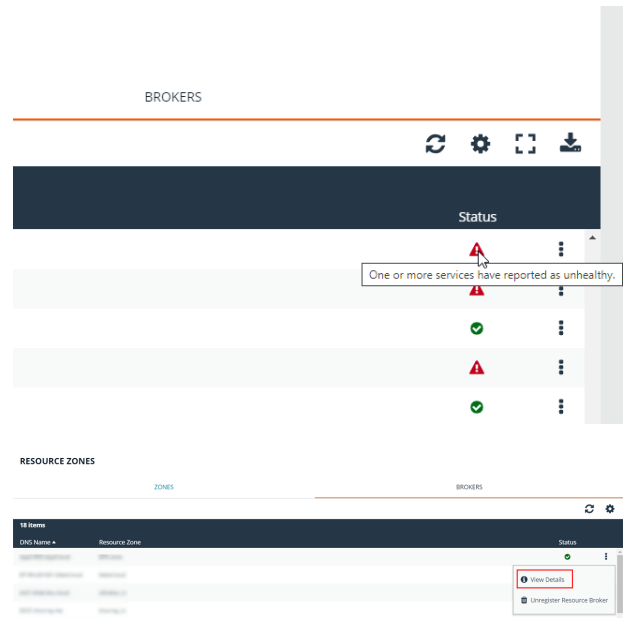 BROKERS
Status
One or more services have reported as unhealthy.
RESOURCE ZONES
ZONES
BROKERS
18 items
DNS Name
Resource Zone
Status
View Details
Unregister Resource Broker